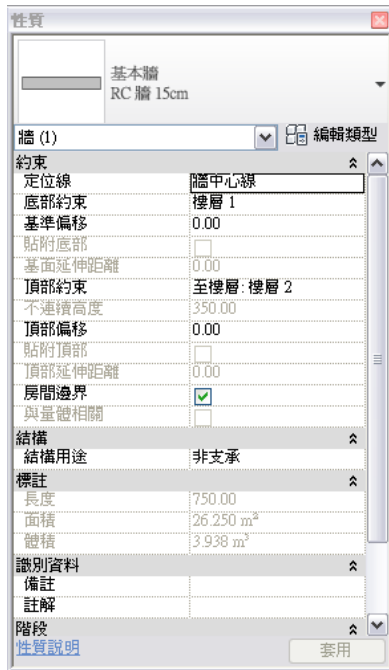 性質
基本牆
RC 牆 15cm
牆 (1)
編輯類型
約束
定位線 牆中心線
底部約束 樓層 1
基準偏移 0.00
貼附底部
基面延伸距離 0.00
頂部約束 至樓層: 樓層 2
不連續高度 350.00
頂部偏移 0.00
貼附頂部
頂部延伸距離 0.00
房間邊界
與量體相關
結構
結構用途 非支承
標註
長度 750.00
面積 26.250 m²
體積 3.938 m³
識別資料
備註
註解
階段
性質說明
套用